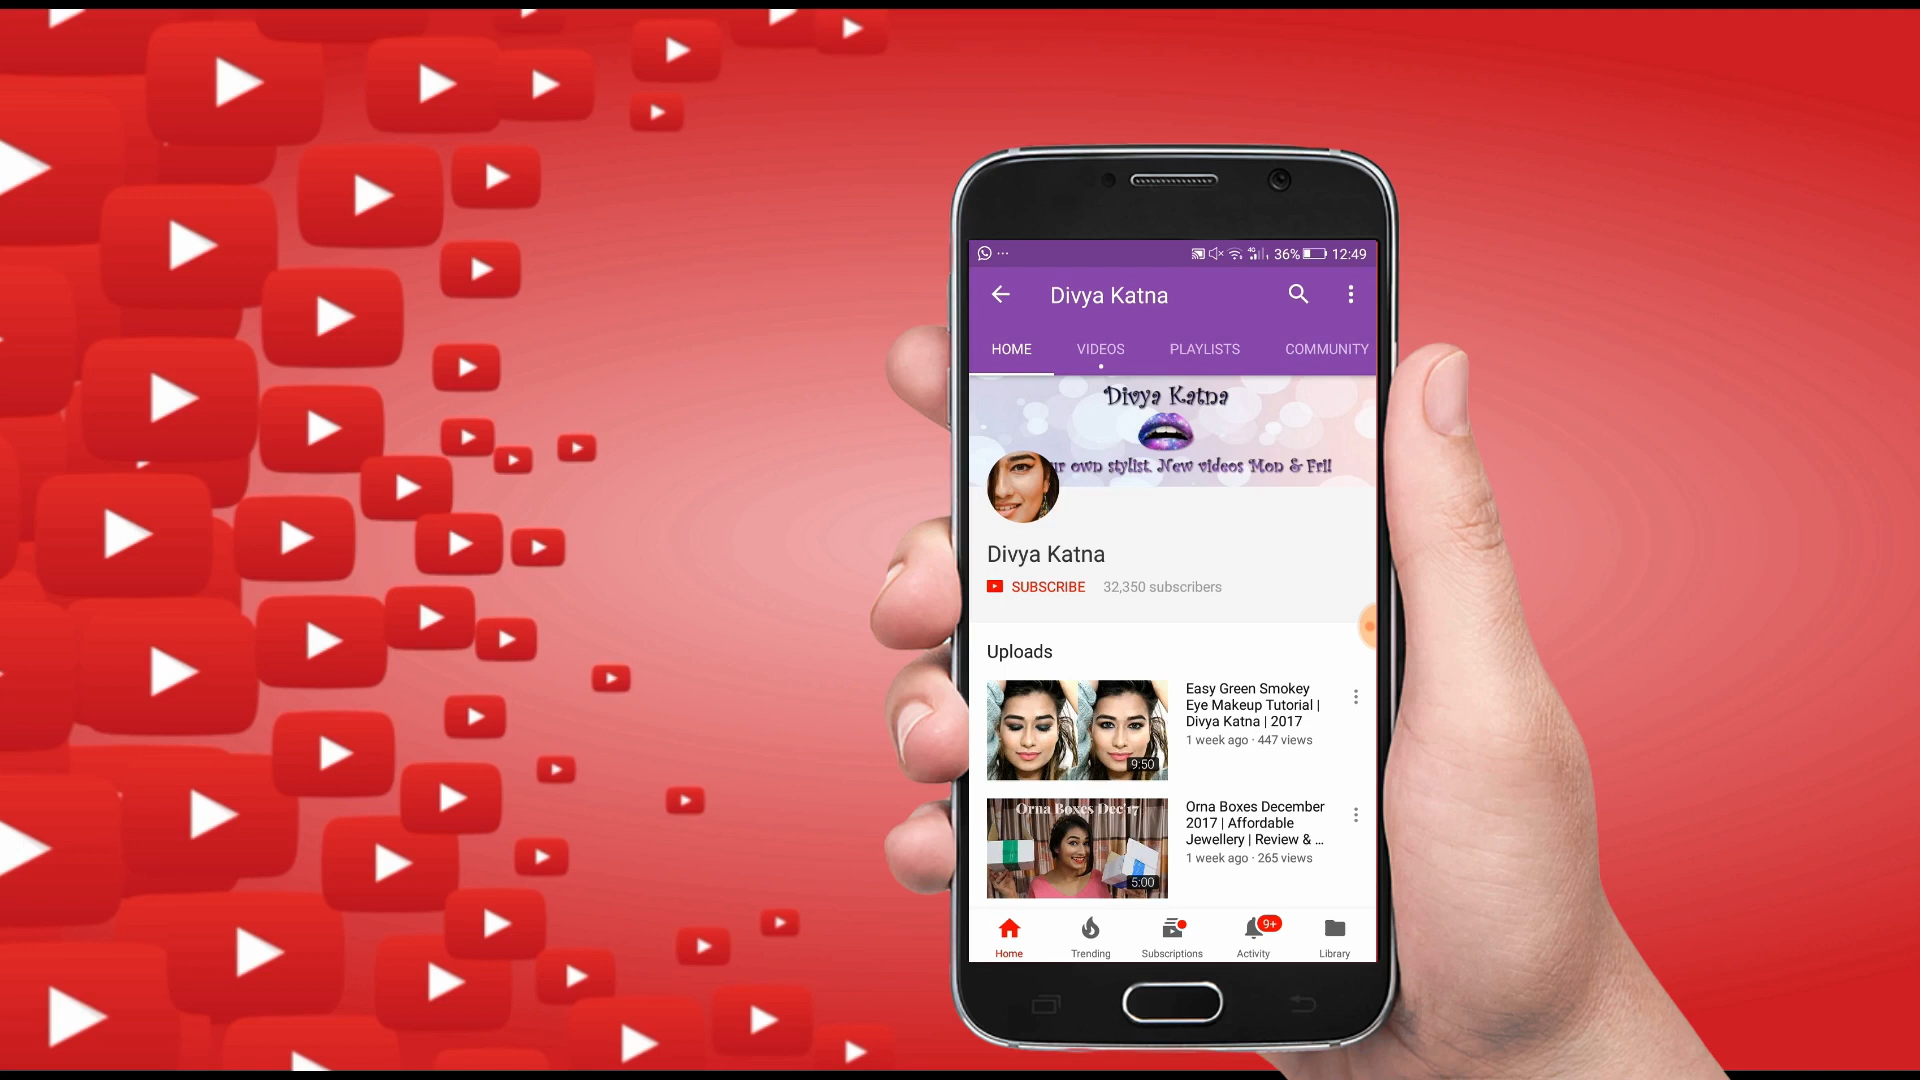 4G 36% 12:49
Divya Katna
HOME VIDEOS PLAYLISTS COMMUNITY
Divya Katna
ur own stylist. New videos Mon & Fri!
Divya Katna
SUBSCRIBE 32,350 subscribers
Uploads
Easy Green Smokey
Eye Makeup Tutorial |
Divya Katna | 2017
1 week ago · 447 views
9:50
Orna Boxes Dec'17
Orna Boxes December
2017 | Affordable
Jewellery | Review & ...
1 week ago · 265 views
5:00
9+
Home Trending Subscriptions Activity Library